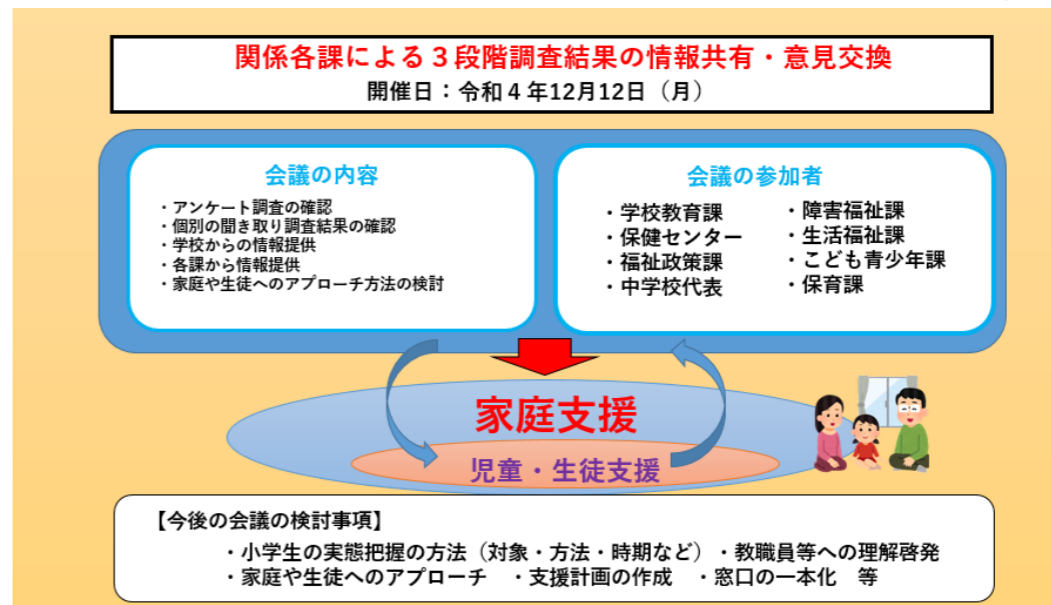 関係各課による３段階調査結果の情報共有・意見交換
開催日：令和４年12月12日（月）
会議の内容
・アンケート調査の確認
・個別の聞き取り調査結果の確認
・学校からの情報提供
・各課から情報提供
・家庭や生徒へのアプローチ方法の検討
会議の参加者
・学校教育課
・保健センター
・福祉政策課
・中学校代表
・障害福祉課
・生活福祉課
・こども青少年課
・保育課
家庭支援
児童・生徒支援
【今後の会議の検討事項】
・小学生の実態把握の方法（対象・方法・時期など）・教職員等への理解啓発
・家庭や生徒へのアプローチ　・支援計画の作成　・窓口の一本化　等